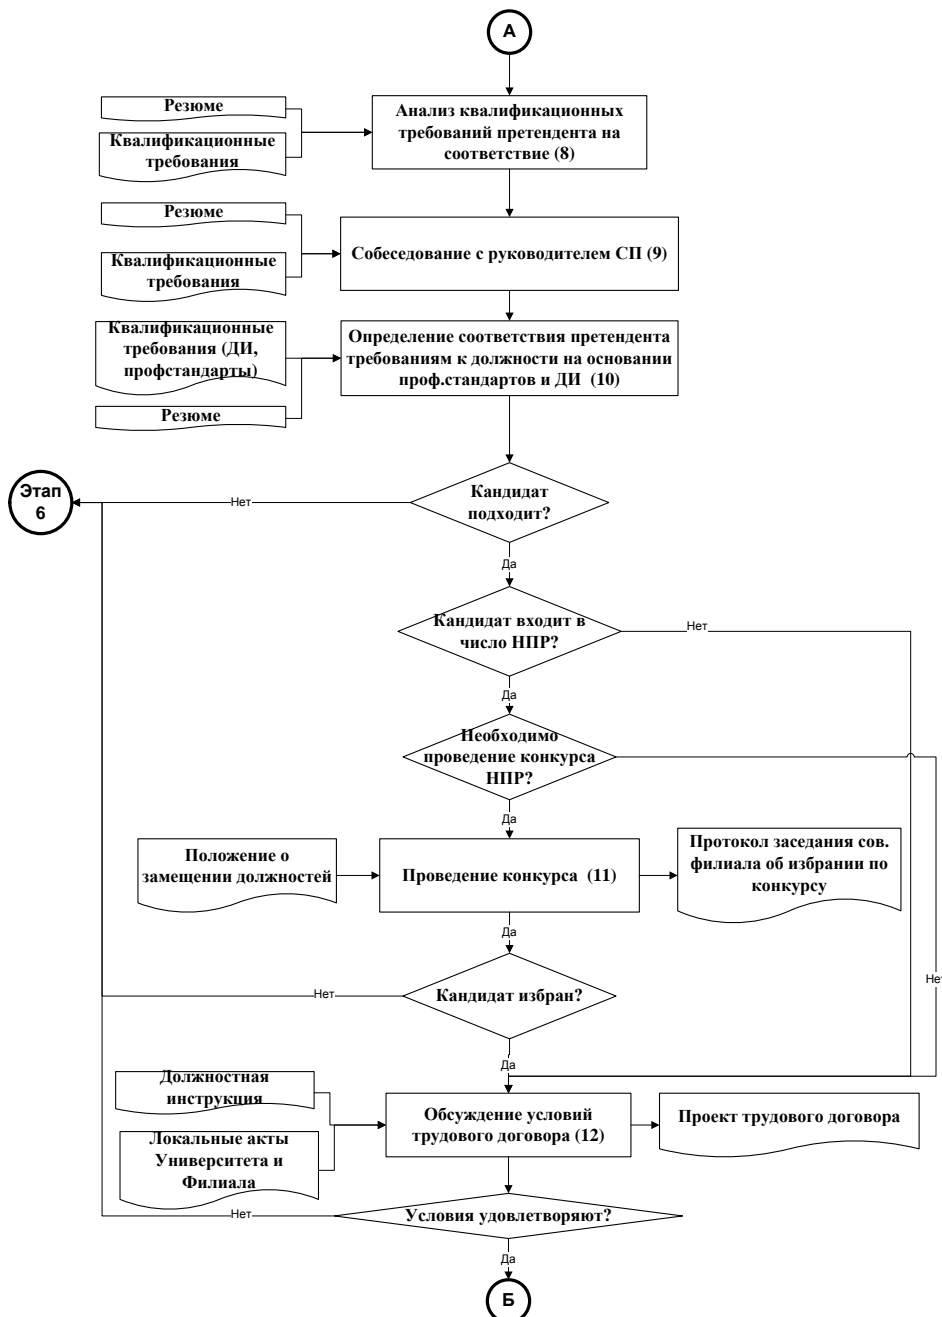 А
Резюме
Квалификационные
требования
Анализ квалификационных
требований претендента на
соответствие (8)
Резюме
Квалификационные
требования
Собеседование с руководителем СП (9)
Квалификационные
требования (ДИ,
профстандарты)
Резюме
Определение соответствия претендента
требованиям к должности на основании
проф.стандартов и ДИ (10)
Этап
6
Нет
Кандидат
подходит?
Да
Кандидат входит в
число НПР?
Нет
Да
Необходимо
проведение конкурса
НПР?
Да
Положение о
замещении должностей
Проведение конкурса (11)
Протокол заседания сов.
филиала об избрании по
конкурсу
Да
Нет
Нет
Кандидат избран?
Да
Должностная
инструкция
Локальные акты
Университета и
Филиала
Обсуждение условий
трудового договора (12)
Проект трудового договора
Нет
Условия удовлетворяют?
Да
Б